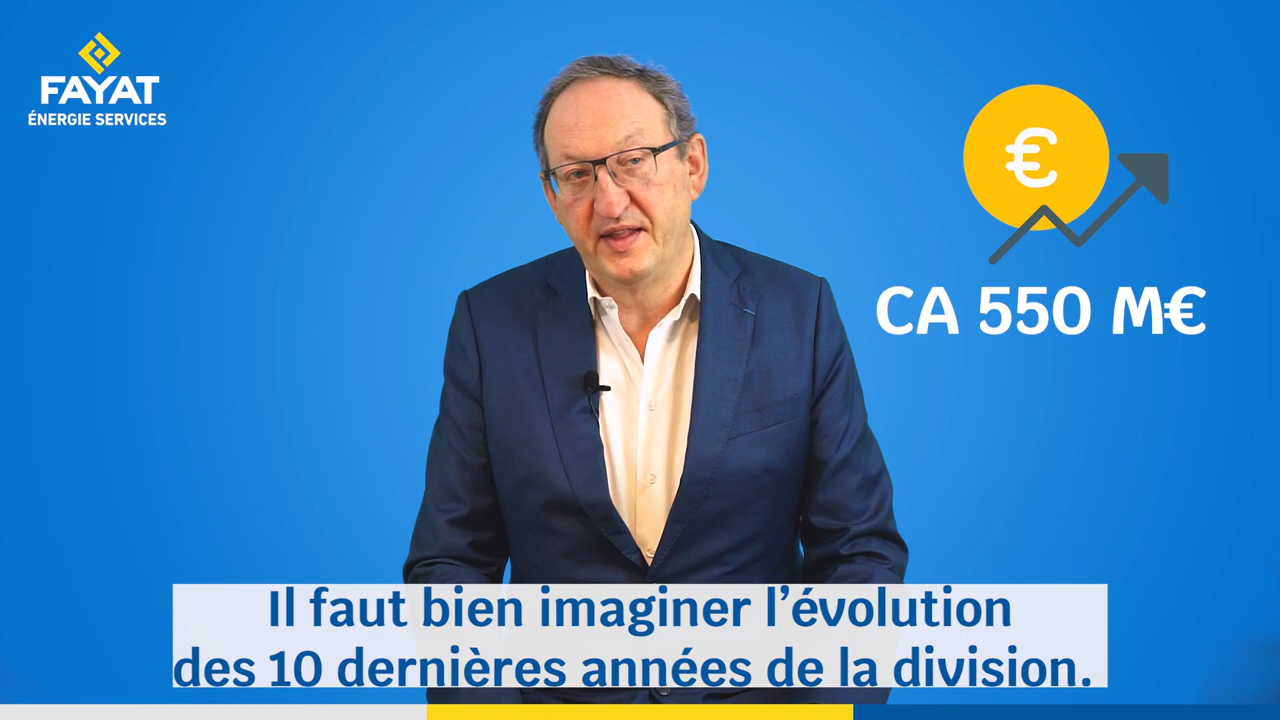 FAYAT
ÉNERGIE SERVICES
€
CA 550 M€
Il faut bien imaginer l’évolution
des 10 dernières années de la division.